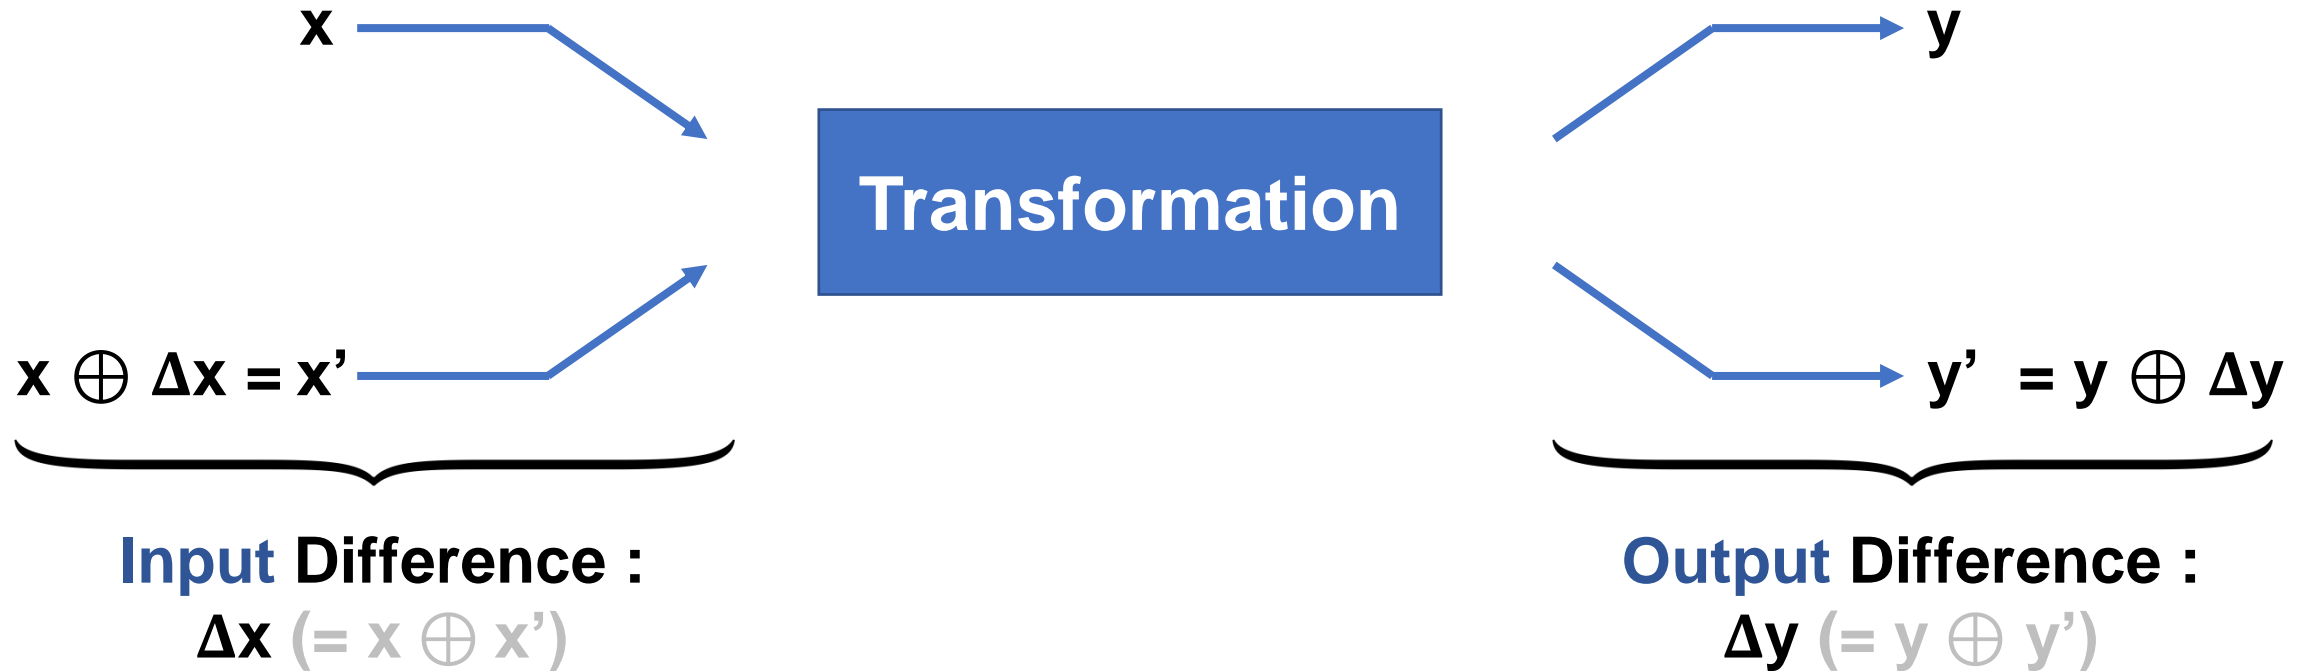 x
y
Transformation
x ⊕ Δx = x’
y’ = y ⊕ Δy
Input Difference :
Δx (= x ⊕ x’)
Output Difference :
Δy (= y ⊕ y’)